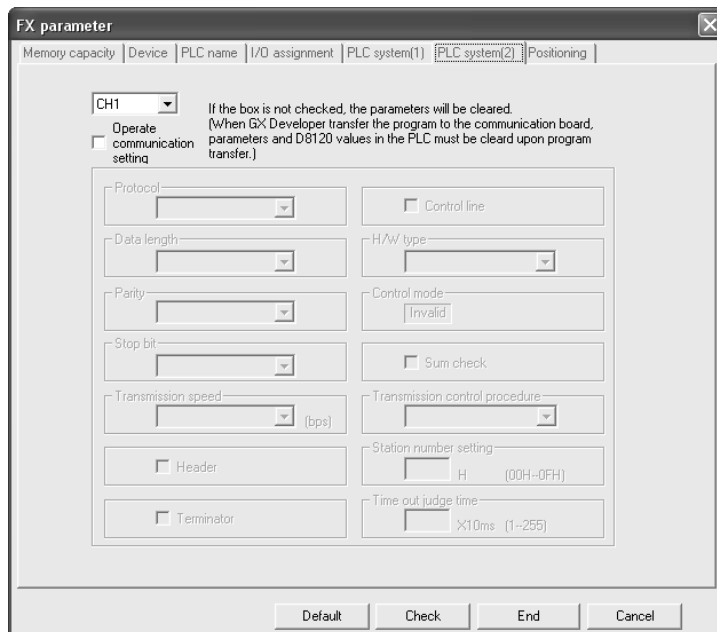 FX parameter
Memory capacity Device PLC name I/O assignment PLC system(1) PLC system(2) Positioning
CH1
If the box is not checked, the parameters will be cleared.
(When GX Developer transfer the program to the communication board,
parameters and D8120 values in the PLC must be cleard upon program
transfer.)
Operate
communication
setting
Protocol
Control line
Data length
H/W type
Parity
Control mode
Invalid
Stop bit
Sum check
Transmission speed
(bps)
Transmission control procedure
Header
Station number setting
H (00H--0FH)
Terminator
Time out judge time
X10ms (1--255)
Default Check End Cancel